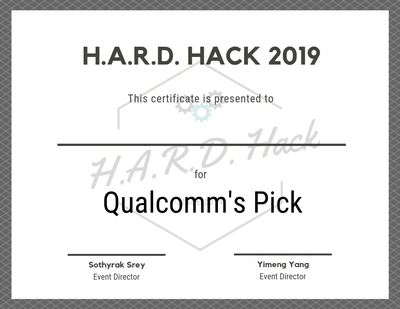 H.A.R.D. HACK 2019
This certificate is presented to
H.A.R.D. Hack
for
Qualcomm's Pick
Sothyrak Srey
Event Director
Yimeng Yang
Event Director